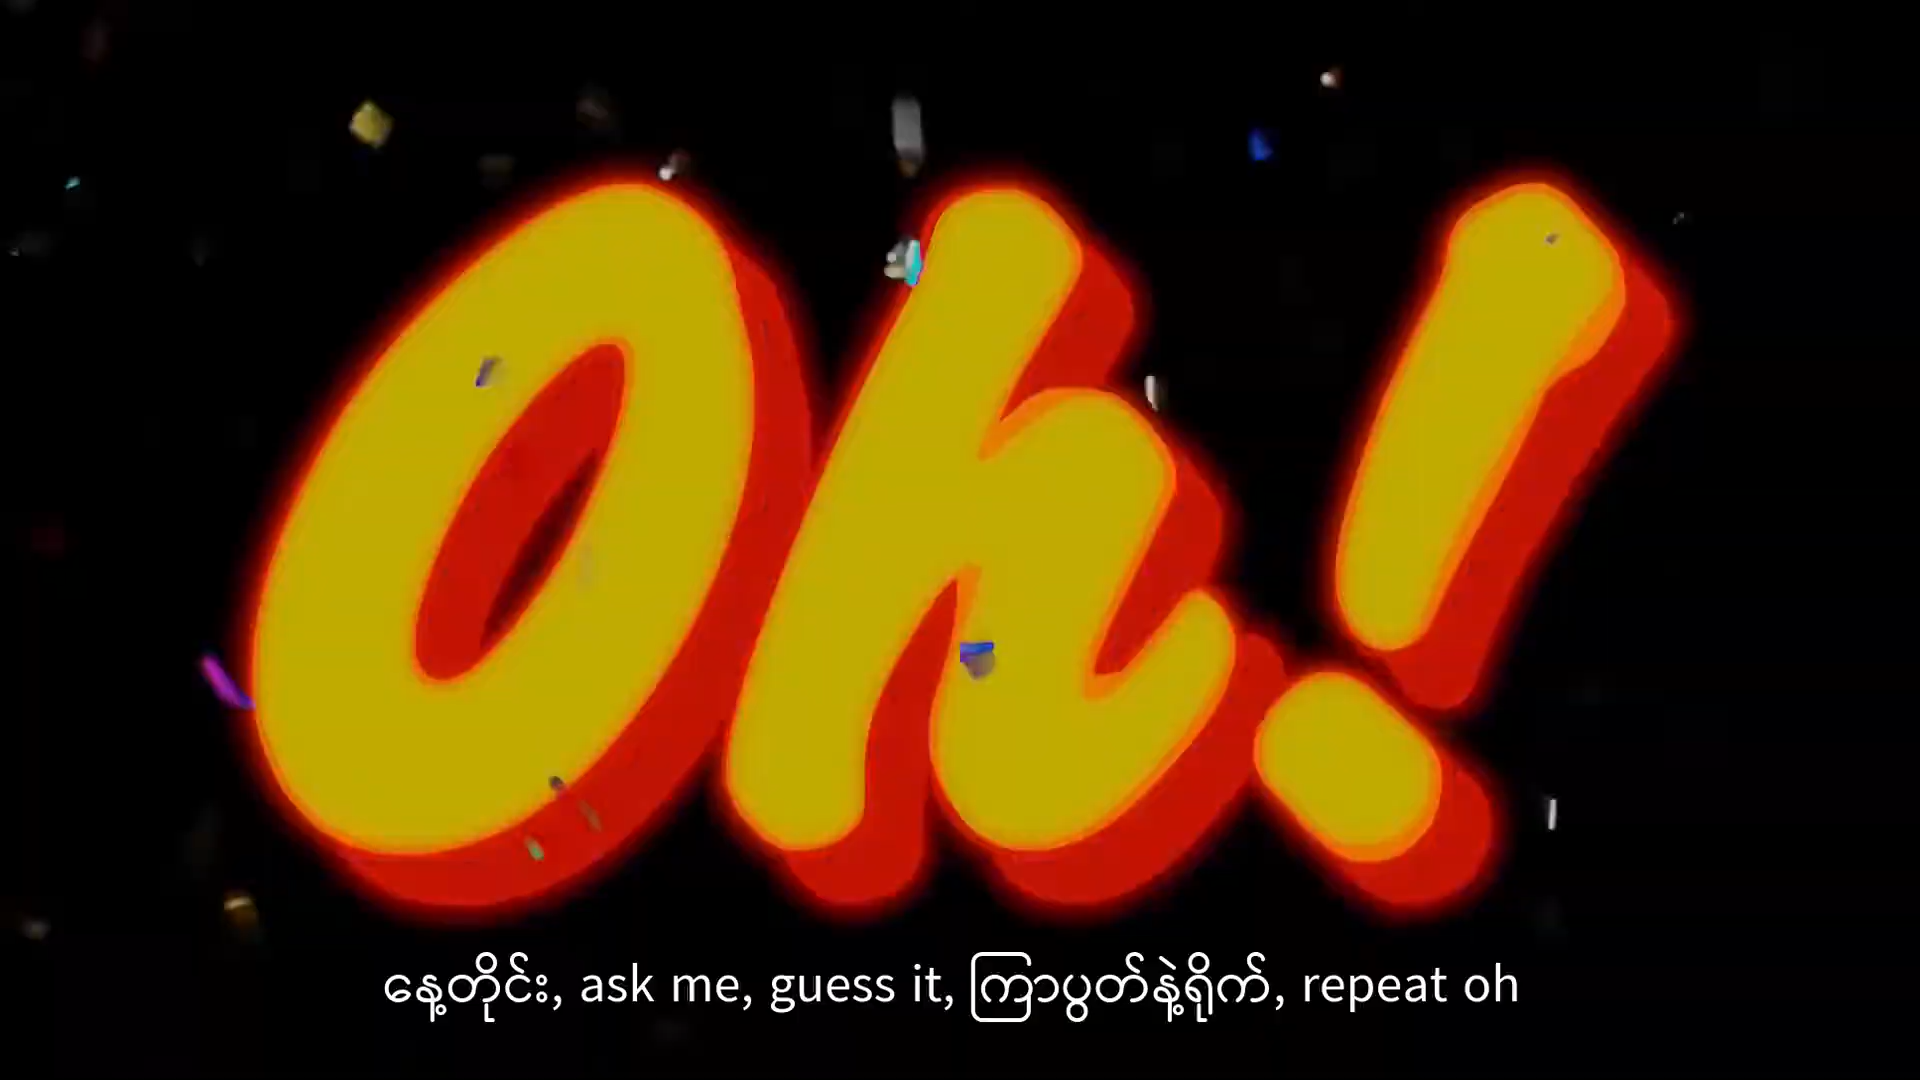 Oh!
နေ့တိုင်း, ask me, guess it, ကြာပွတ်နဲ့ရိုက်, repeat oh